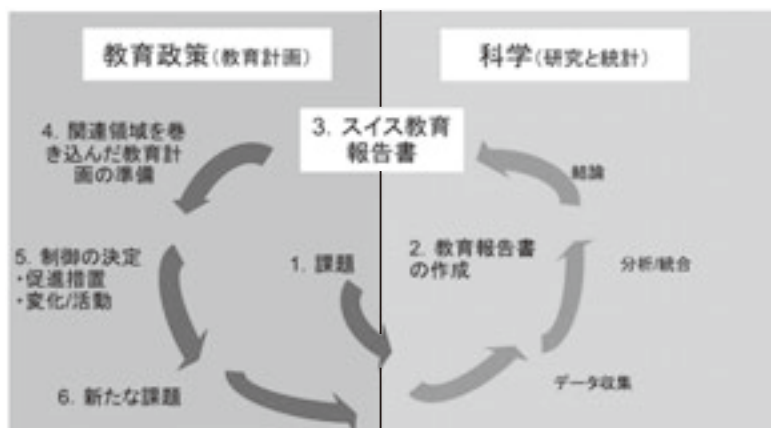 教育政策(教育計画)
科学(研究と統計)
3. スイス教育
報告書
4. 関連領域を巻
き込んだ教育計
画の準備
結論
5. 制御の決定
・促進措置
・変化/活動
1. 課題
2. 教育報告書
の作成
分析/統合
6. 新たな課題
データ収集